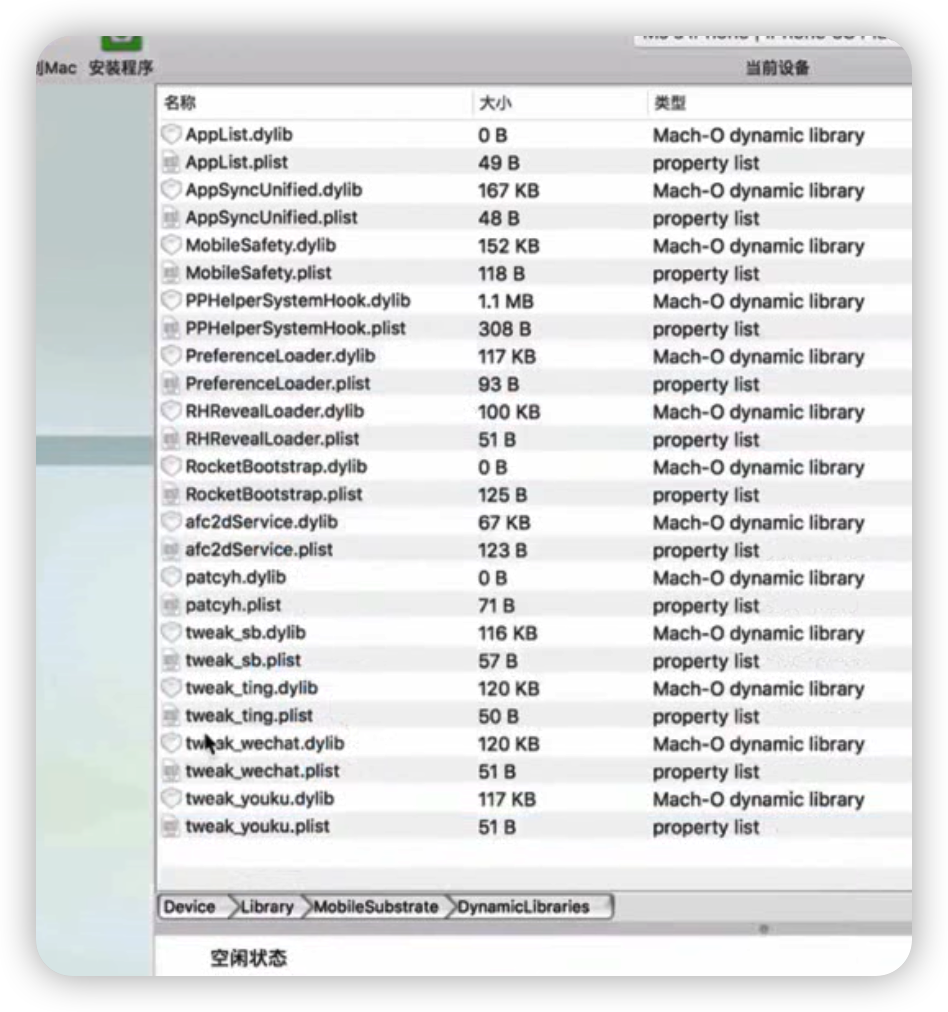 Mac 安装程序
当前设备
名称 大小 类型
AppList.dylib 0 B Mach-O dynamic library
AppList.plist 49 B property list
AppSyncUnified.dylib 167 KB Mach-O dynamic library
AppSyncUnified.plist 48 B property list
MobileSafety.dylib 152 KB Mach-O dynamic library
MobileSafety.plist 118 B property list
PPHelperSystemHook.dylib 1.1 MB Mach-O dynamic library
PPHelperSystemHook.plist 308 B property list
PreferenceLoader.dylib 117 KB Mach-O dynamic library
PreferenceLoader.plist 93 B property list
RHRevealLoader.dylib 100 KB Mach-O dynamic library
RHRevealLoader.plist 51 B property list
RocketBootstrap.dylib 0 B Mach-O dynamic library
RocketBootstrap.plist 125 B property list
afc2dService.dylib 67 KB Mach-O dynamic library
afc2dService.plist 123 B property list
patcyh.dylib 0 B Mach-O dynamic library
patcyh.plist 71 B property list
tweak_sb.dylib 116 KB Mach-O dynamic library
tweak_sb.plist 57 B property list
tweak_ting.dylib 120 KB Mach-O dynamic library
tweak_ting.plist 50 B property list
tweak_wechat.dylib 120 KB Mach-O dynamic library
tweak_wechat.plist 51 B property list
tweak_youku.dylib 117 KB Mach-O dynamic library
tweak_youku.plist 51 B property list
Device Library MobileSubstrate DynamicLibraries
空闲状态